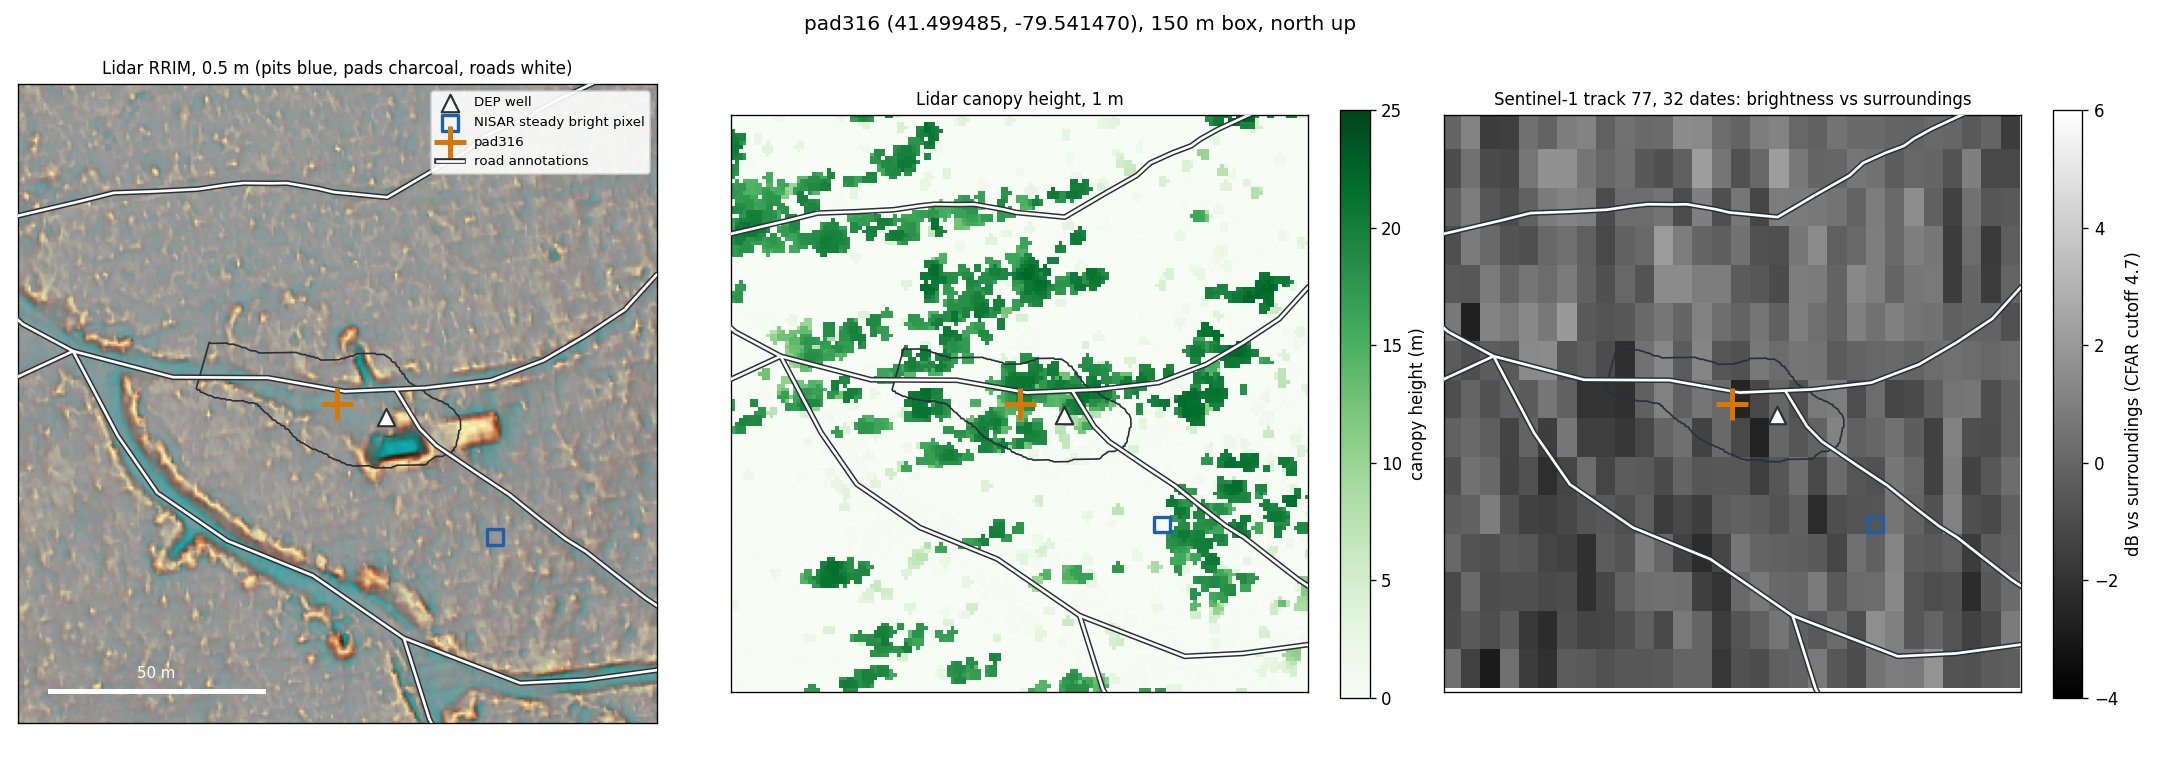 pad316 (41.499485, -79.541470), 150 m box, north up
Lidar RRIM, 0.5 m (pits blue, pads charcoal, roads white)
DEP well
NISAR steady bright pixel
pad316
road annotations
50 m
Lidar canopy height, 1 m
25
20
15
10
5
0
canopy height (m)
Sentinel-1 track 77, 32 dates: brightness vs surroundings
6
4
2
0
−2
−4
dB vs surroundings (CFAR cutoff 4.7)